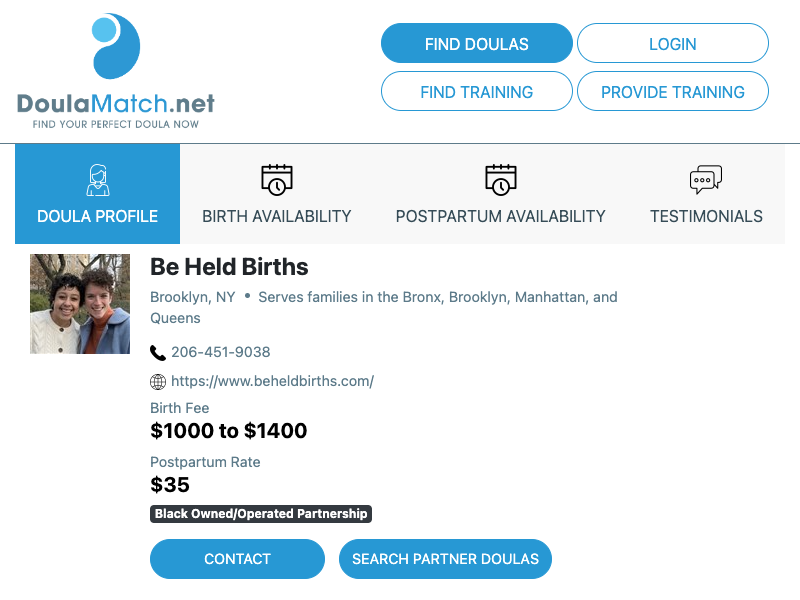 DoulaMatch.net
FIND YOUR PERFECT DOULA NOW
FIND DOULAS
LOGIN
FIND TRAINING
PROVIDE TRAINING
DOULA PROFILE
BIRTH AVAILABILITY
POSTPARTUM AVAILABILITY
TESTIMONIALS
Be Held Births
Brooklyn, NY • Serves families in the Bronx, Brooklyn, Manhattan, and
Queens
206-451-9038
https://www.beheldbirths.com/
Birth Fee
$1000 to $1400
Postpartum Rate
$35
Black Owned/Operated Partnership
CONTACT
SEARCH PARTNER DOULAS